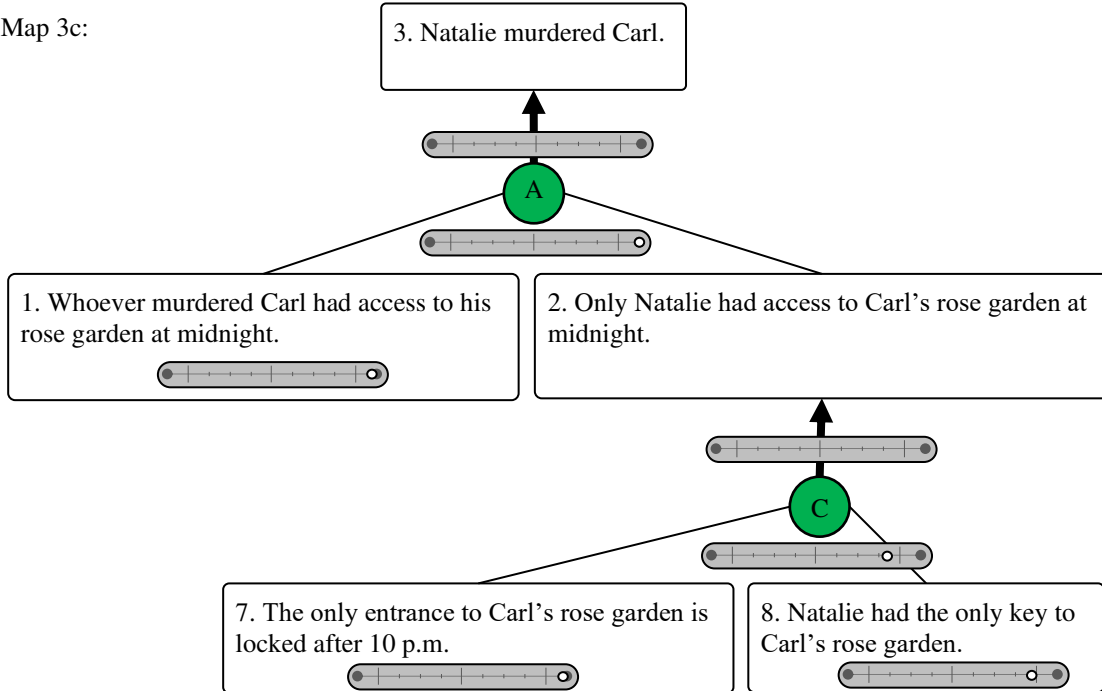 Map 3c:
3. Natalie murdered Carl.
A
1. Whoever murdered Carl had access to his
rose garden at midnight.
2. Only Natalie had access to Carl’s rose garden at
midnight.
C
7. The only entrance to Carl’s rose garden is
locked after 10 p.m.
8. Natalie had the only key to
Carl’s rose garden.